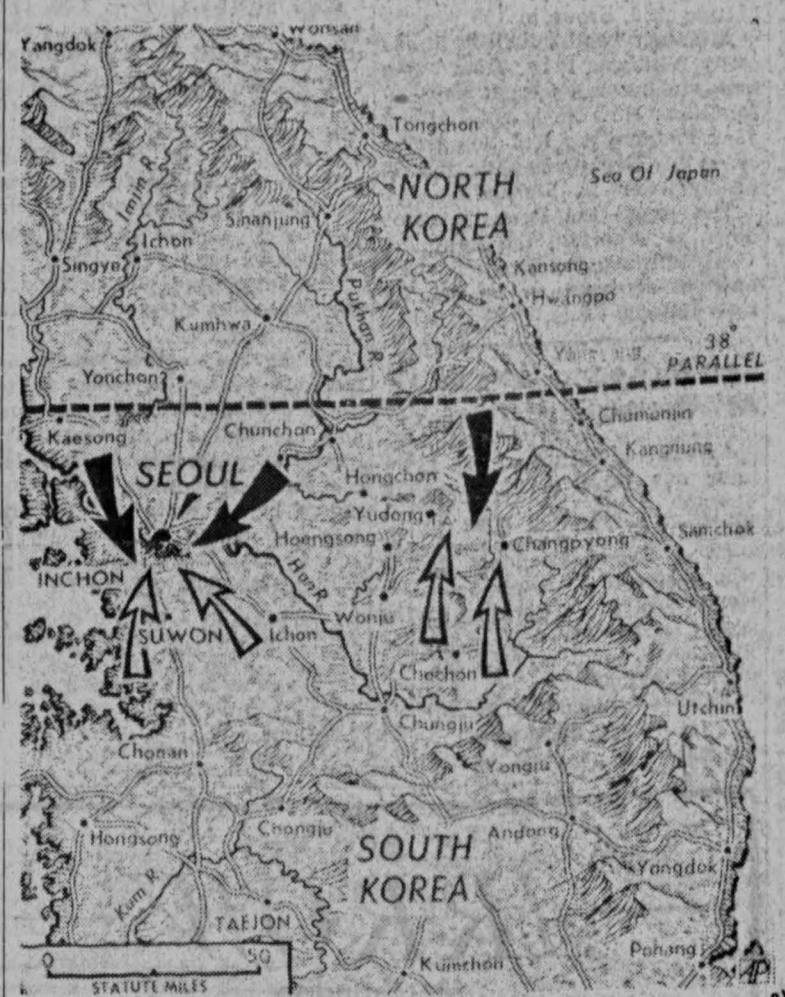 Wonsan
Yangdok
Tongchon
Sea Of Japan
NORTH
KOREA
Imjin R
Sinanjung
Ichon
Singye
Kansong
Hwangpo
Pukhan R
Kumhwa
38°
PARALLEL
Yonchon
Chumunjin
Kaesong
Chunchon
Kangnung
SEOUL
Hongchon
Yudong
Hoengsong
Changpyong
Samchok
INCHON
Han R
SUWON
Ichon
Wonju
Chechon
Utchin
Chungju
Chonan
Yongju
Hongsong
Chongju
Andong
SOUTH
KOREA
Yongdok
Kum R
TAEJON
Pohang
AP
Kumchon
0 50
STATUTE MILES